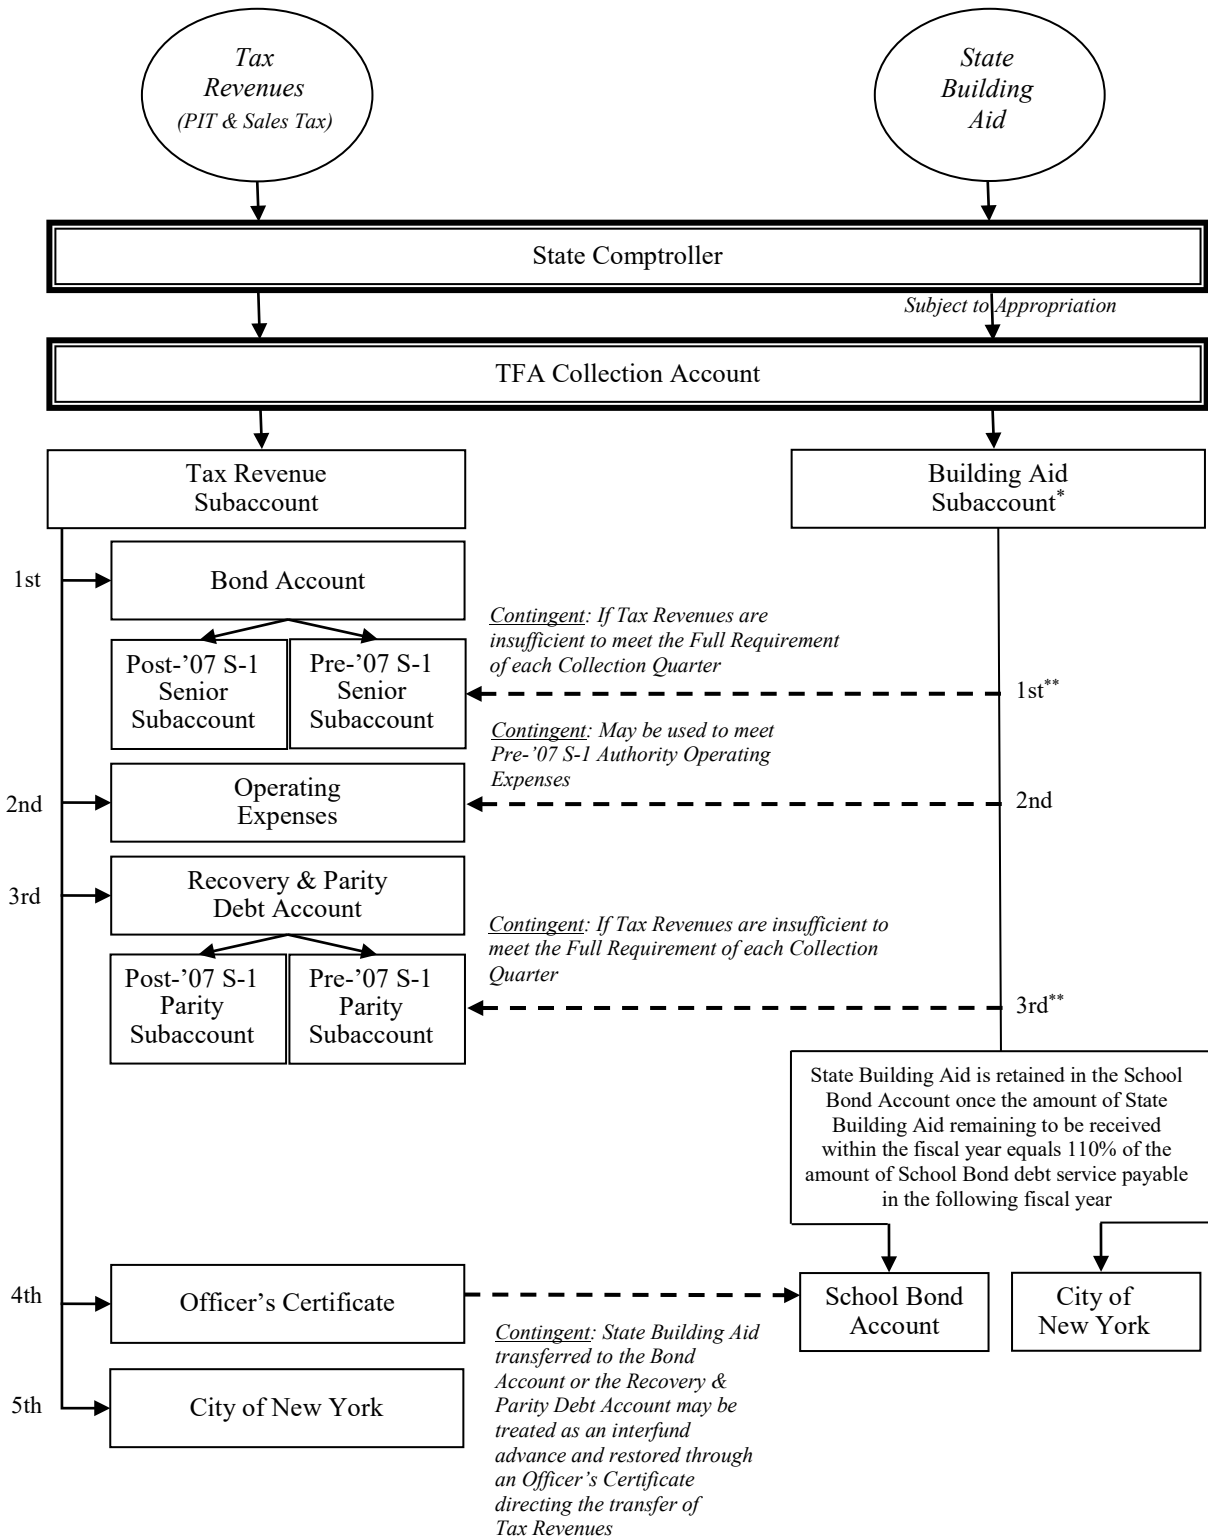 Tax
Revenues
(PIT & Sales Tax)
State
Building
Aid
State Comptroller
Subject to Appropriation
TFA Collection Account
Tax Revenue
Subaccount
Building Aid
Subaccount*
1st
Bond Account
Contingent: If Tax Revenues are
insufficient to meet the Full Requirement
of each Collection Quarter
Post-’07 S-1
Senior
Subaccount
Pre-’07 S-1
Senior
Subaccount
1st**
Contingent: May be used to meet
Pre-’07 S-1 Authority Operating
Expenses
2nd
Operating
Expenses
2nd
3rd
Recovery & Parity
Debt Account
Contingent: If Tax Revenues are insufficient to
meet the Full Requirement of each Collection
Quarter
Post-’07 S-1
Parity
Subaccount
Pre-’07 S-1
Parity
Subaccount
3rd**
State Building Aid is retained in the School
Bond Account once the amount of State
Building Aid remaining to be received
within the fiscal year equals 110% of the
amount of School Bond debt service payable
in the following fiscal year
4th
Officer’s Certificate
School Bond
Account
City of
New York
Contingent: State Building Aid
transferred to the Bond
Account or the Recovery &
Parity Debt Account may be
treated as an interfund
advance and restored through
an Officer’s Certificate
directing the transfer of
Tax Revenues
5th
City of New York